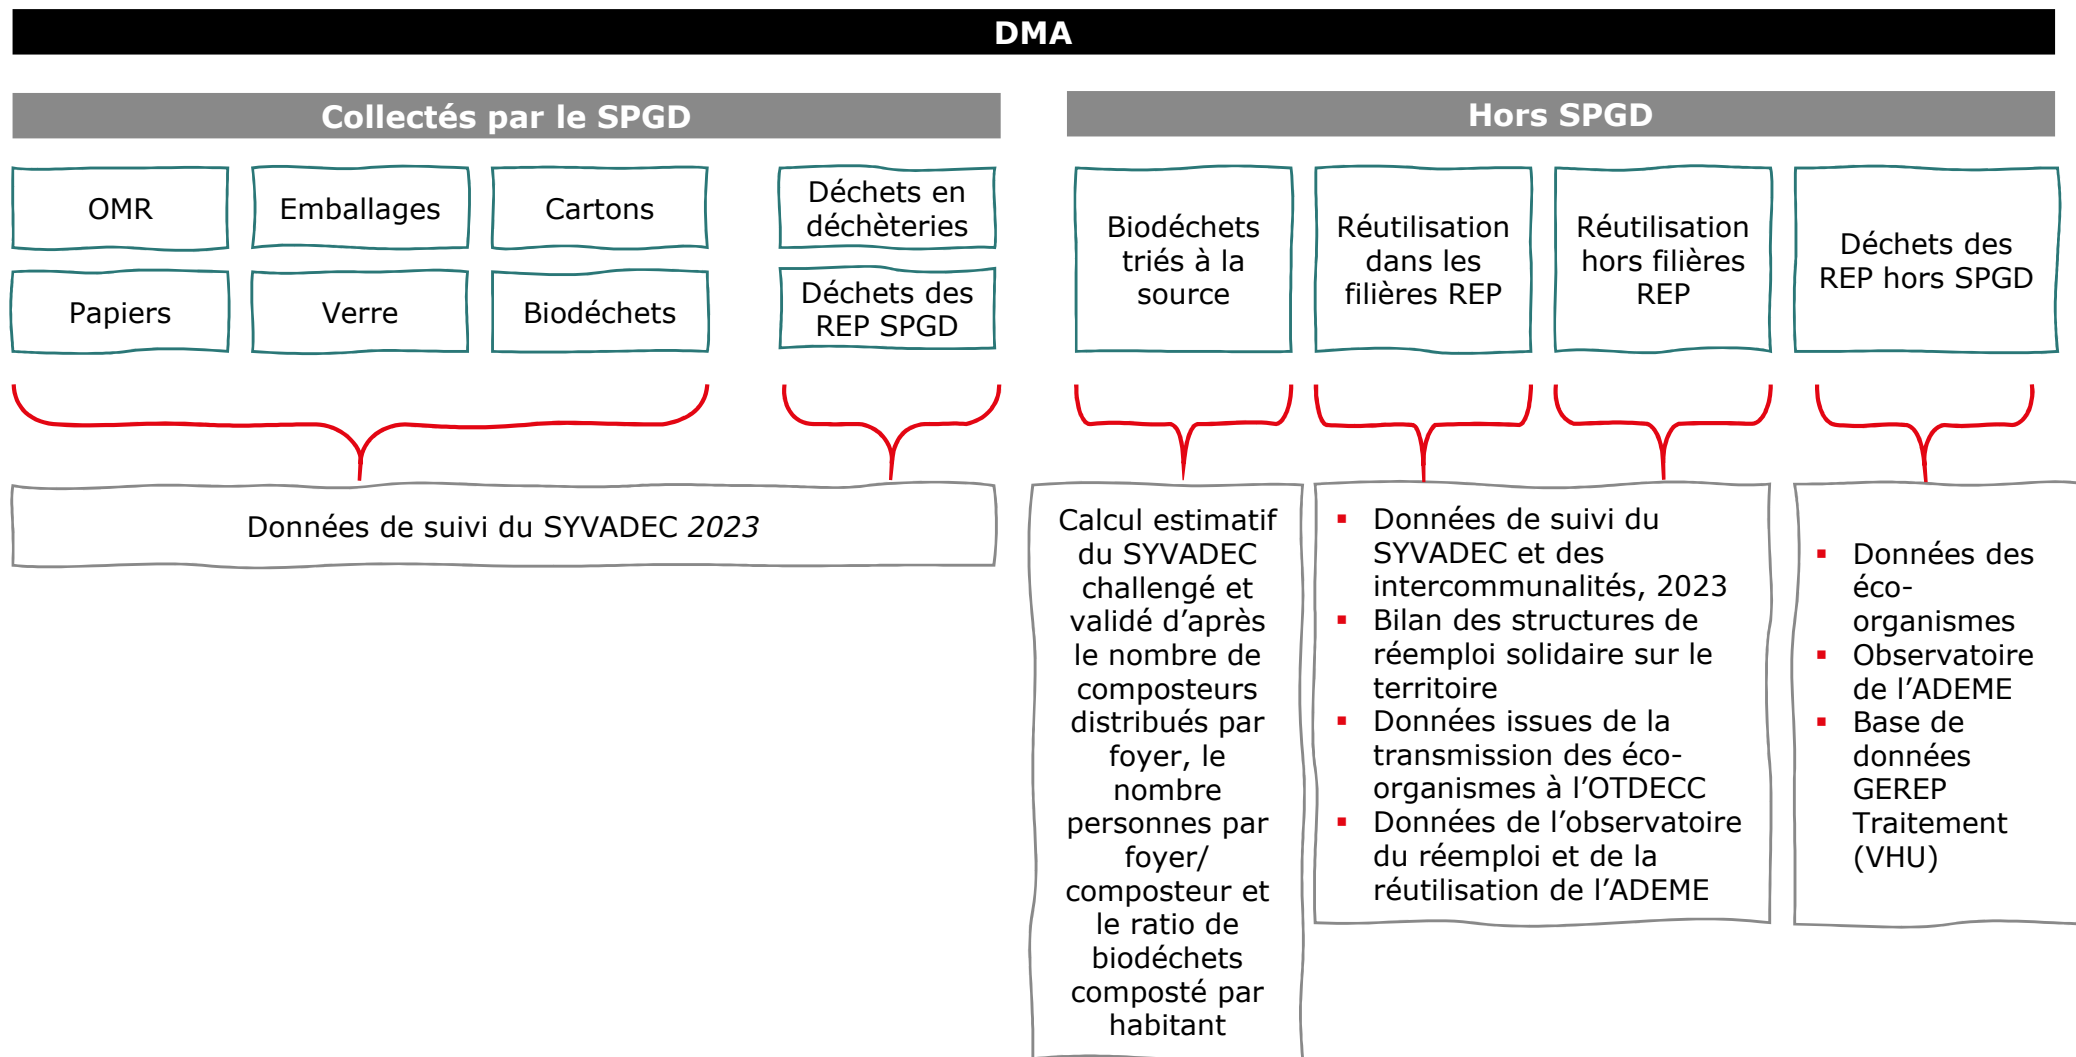 DMA
Collectés par le SPGD
Hors SPGD
OMR
Emballages
Cartons
Déchets en
déchèteries
Papiers
Verre
Biodéchets
Déchets des
REP SPGD
Biodéchets
triés à la
source
Réutilisation
dans les
filières REP
Réutilisation
hors filières
REP
Déchets des
REP hors SPGD
Données de suivi du SYVADEC 2023
Calcul estimatif
du SYVADEC
challengé et
validé d’après
le nombre de
composteurs
distribués par
foyer, le
nombre
personnes par
foyer/
composteur et
le ratio de
biodéchets
composté par
habitant
▪ Données de suivi du
SYVADEC et des
intercommunalités, 2023
▪ Bilan des structures de
réemploi solidaire sur le
territoire
▪ Données issues de la
transmission des éco-
organismes à l’OTDECC
▪ Données de l’observatoire
du réemploi et de la
réutilisation de l’ADEME
▪ Données des
éco-
organismes
▪ Observatoire
de l’ADEME
▪ Base de
données
GEREP
Traitement
(VHU)